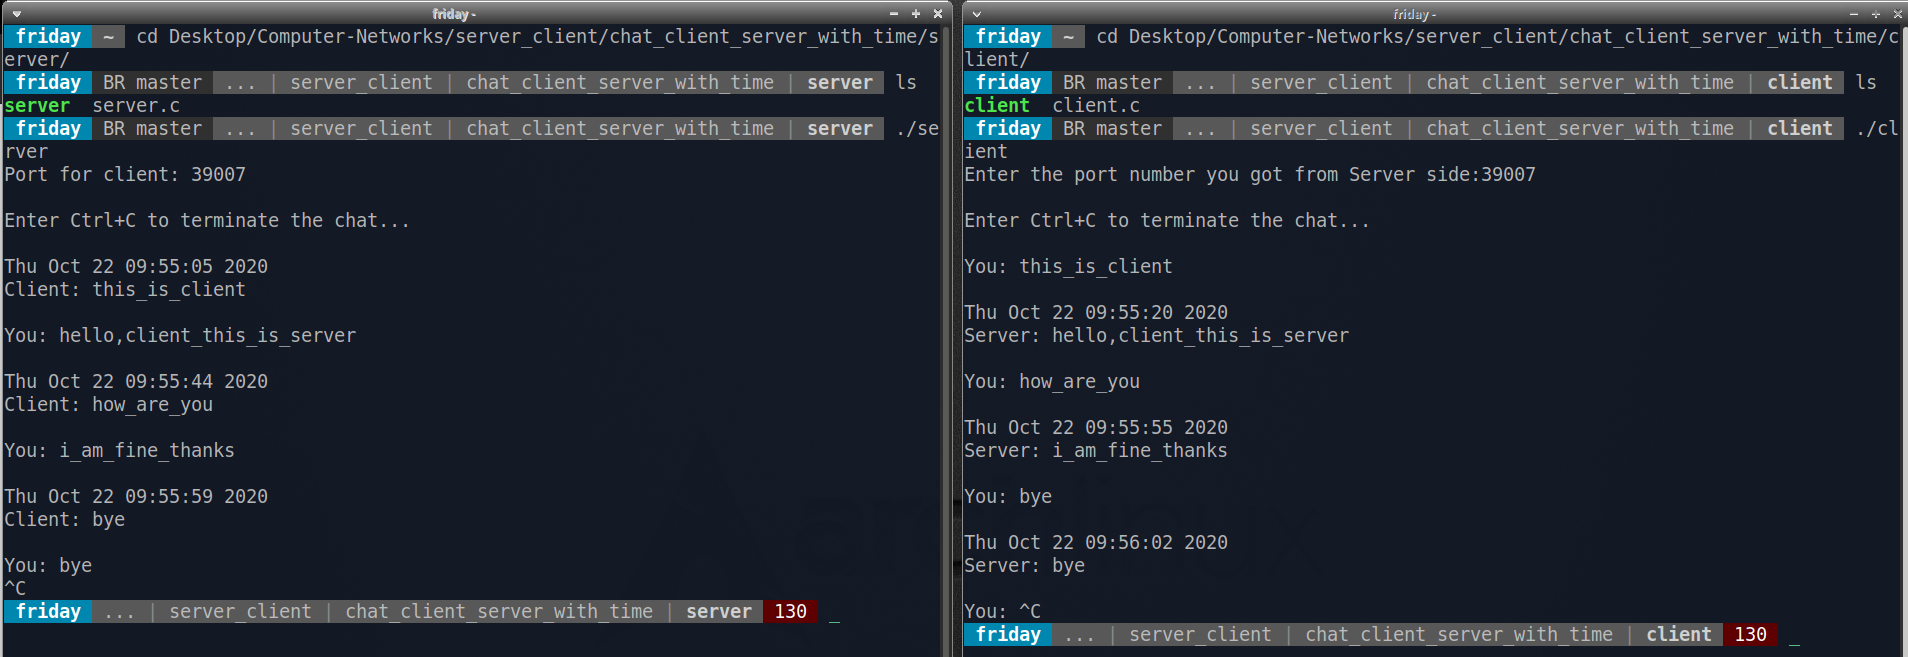 friday -
friday ~ cd Desktop/Computer-Networks/server_client/chat_client_server_with_time/s
erver/
friday BR master ... | server_client | chat_client_server_with_time | server ls
server server.c
friday BR master ... | server_client | chat_client_server_with_time | server ./se
rver
Port for client: 39007
Enter Ctrl+C to terminate the chat...
Thu Oct 22 09:55:05 2020
Client: this_is_client
You: hello,client_this_is_server
Thu Oct 22 09:55:44 2020
Client: how_are_you
You: i_am_fine_thanks
Thu Oct 22 09:55:59 2020
Client: bye
You: bye
^C
friday ... | server_client | chat_client_server_with_time | server 130 _
friday -
friday ~ cd Desktop/Computer-Networks/server_client/chat_client_server_with_time/c
lient/
friday BR master ... | server_client | chat_client_server_with_time | client ls
client client.c
friday BR master ... | server_client | chat_client_server_with_time | client ./cl
ient
Enter the port number you got from Server side:39007
Enter Ctrl+C to terminate the chat...
You: this_is_client
Thu Oct 22 09:55:20 2020
Server: hello,client_this_is_server
You: how_are_you
Thu Oct 22 09:55:55 2020
Server: i_am_fine_thanks
You: bye
Thu Oct 22 09:56:02 2020
Server: bye
You: ^C
friday ... | server_client | chat_client_server_with_time | client 130 _